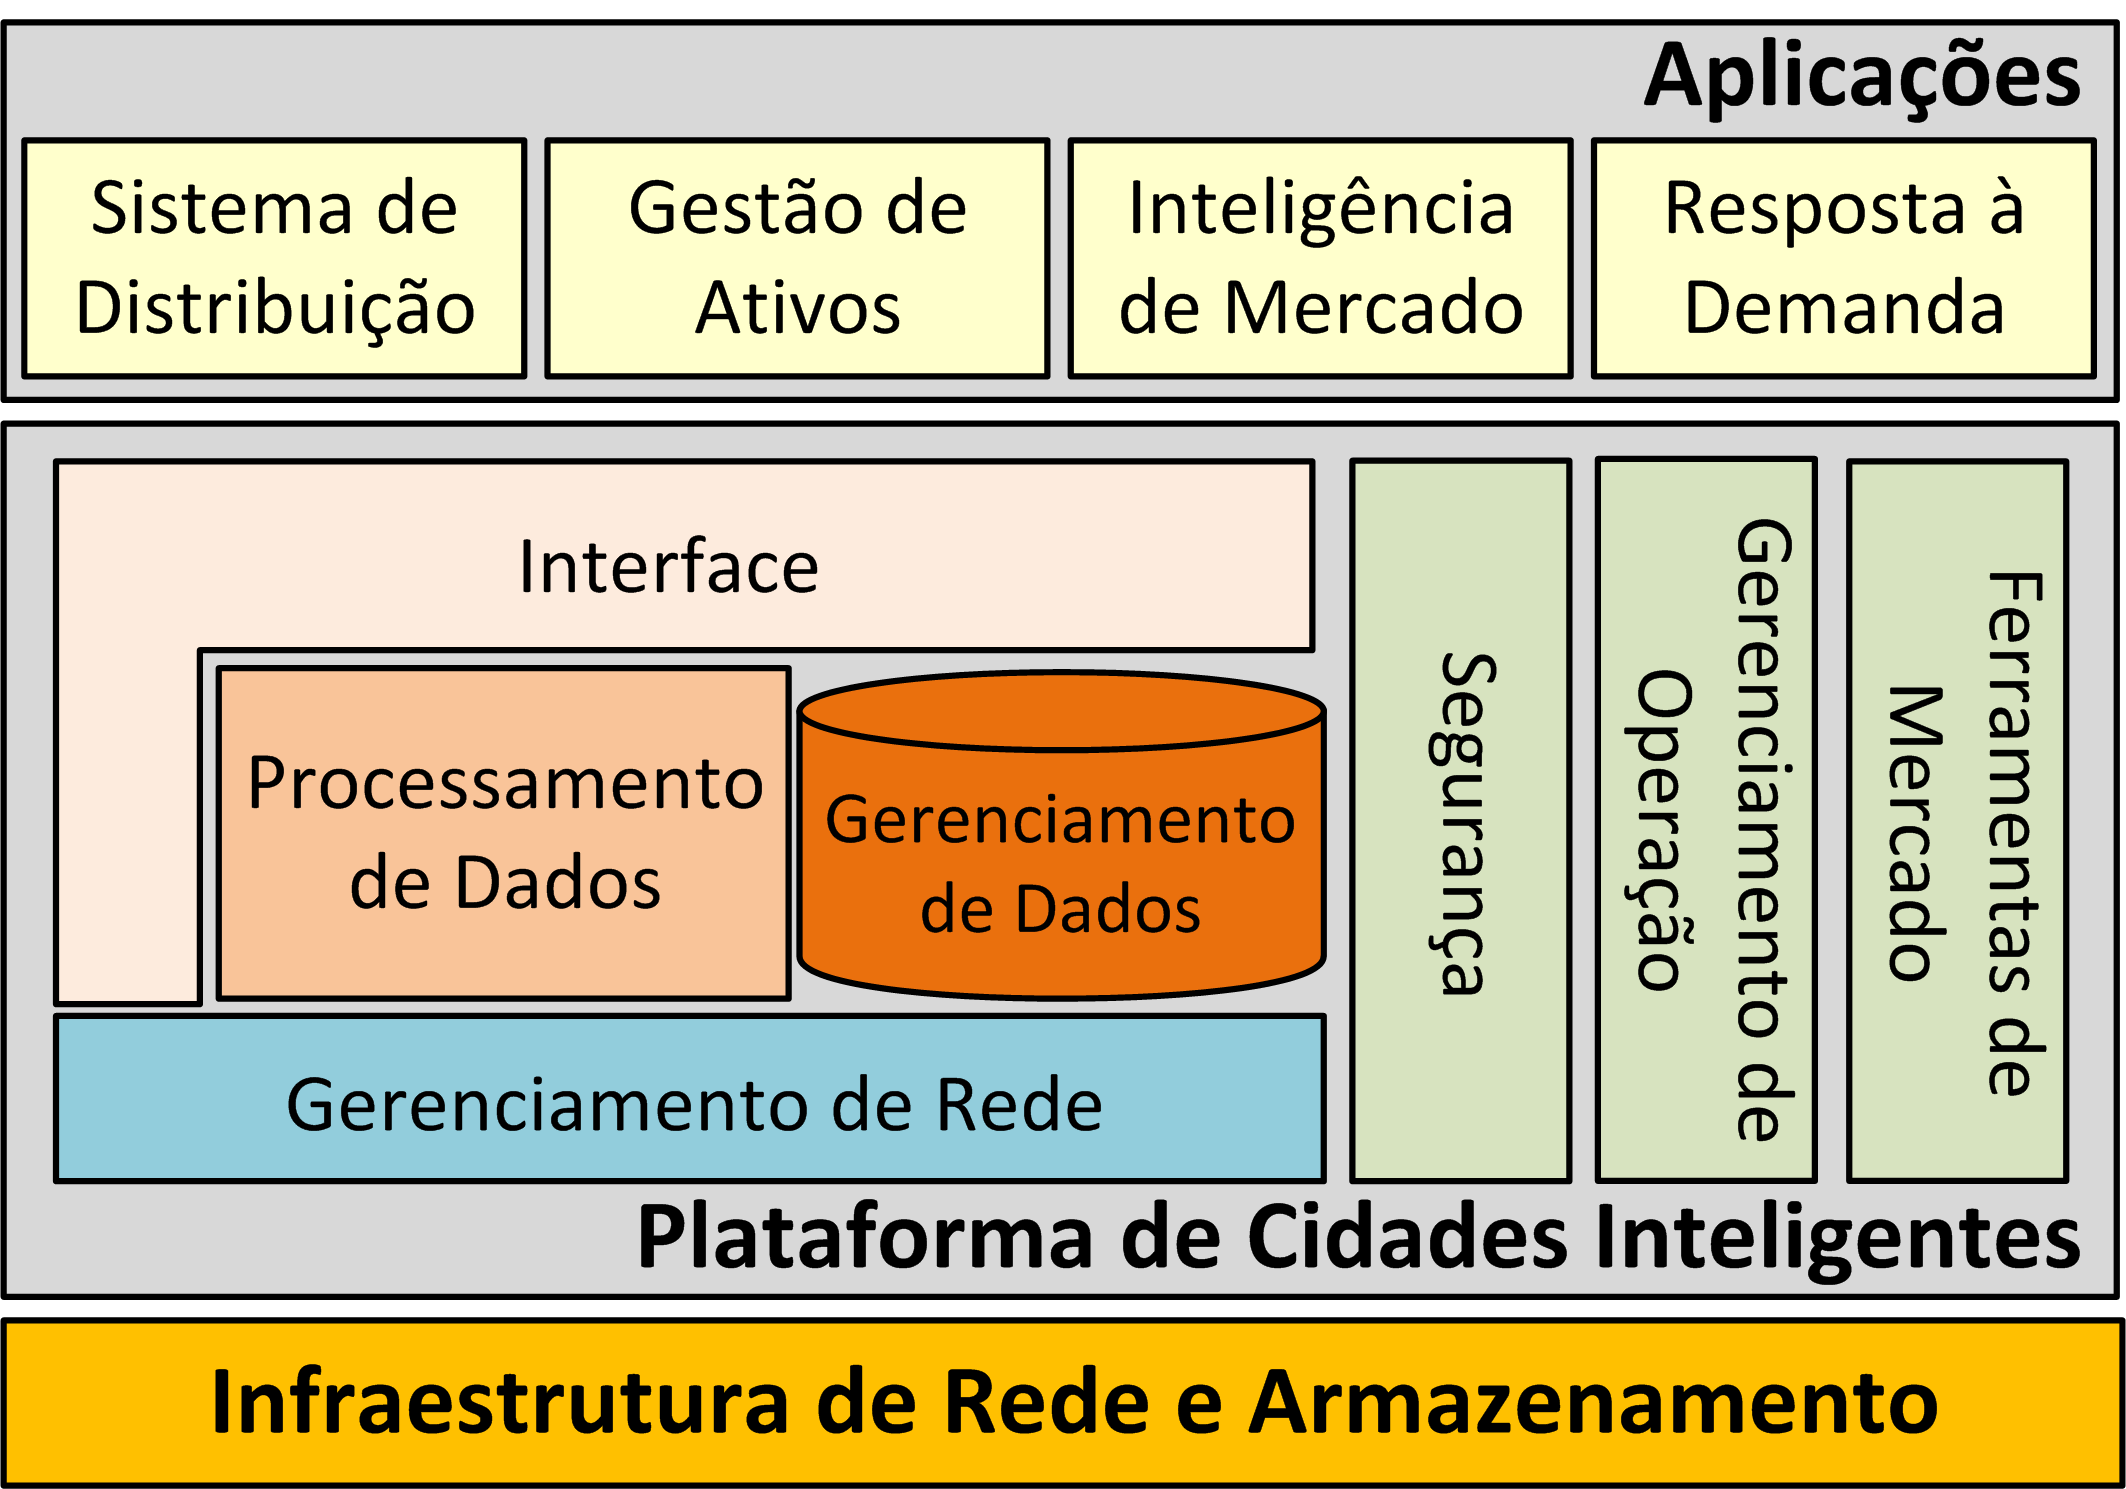 Aplicações
Sistema de
Distribuição
Gestão de
Ativos
Inteligência
de Mercado
Resposta à
Demanda
Interface
Processamento
de Dados
Gerenciamento
de Dados
Gerenciamento de Rede
Segurança
Gerenciamento de
Operação
Ferramentas de
Mercado
Plataforma de Cidades Inteligentes
Infraestrutura de Rede e Armazenamento